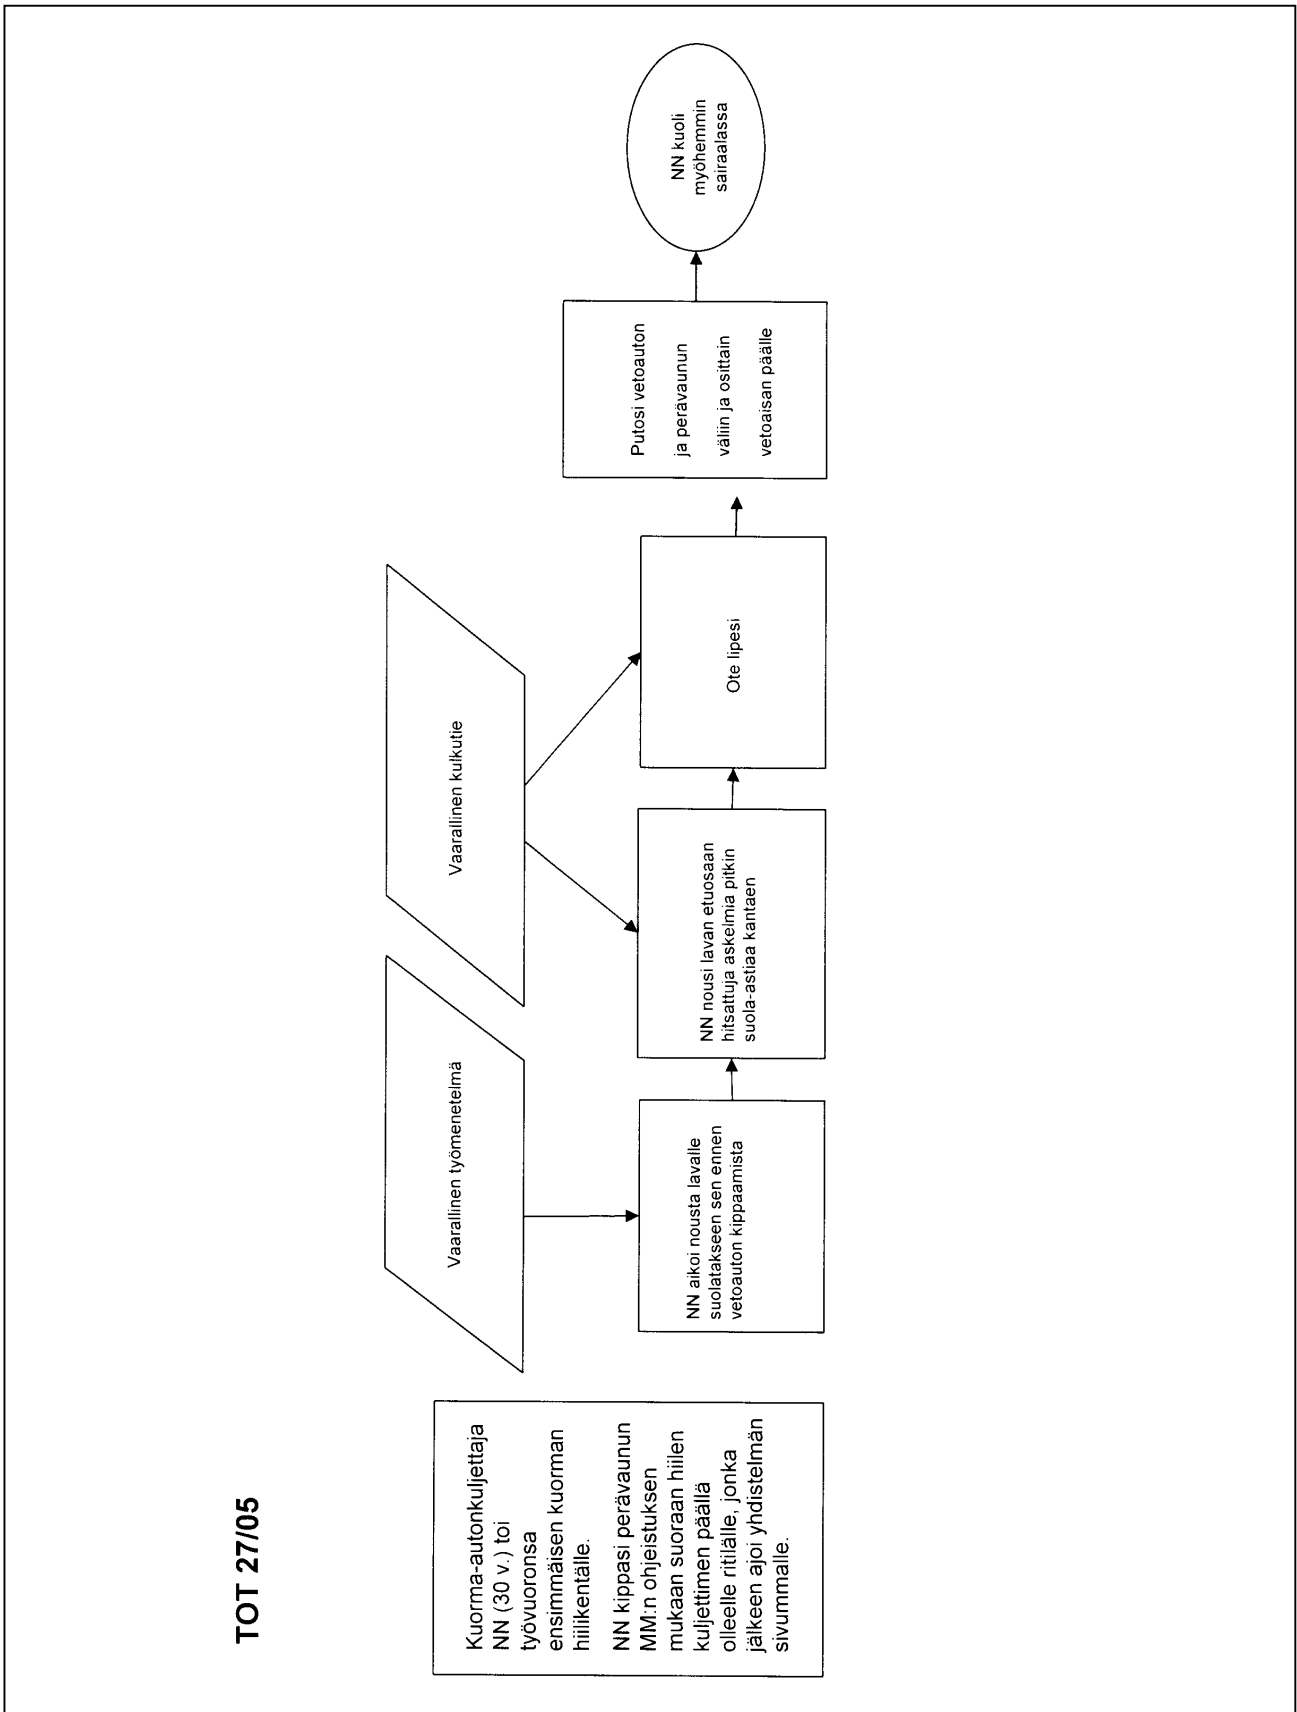 TOT 27/05
Kuorma-autonkuljettaja
NN (30 v.) toi
työvuoronsa
ensimmäisen kuorman
hiilikentälle.
NN kippasi perävaunun
MM:n ohjeistuksen
mukaan suoraan hiilen
kuljettimen päällä
olleelle ritilälle, jonka
jälkeen ajoi yhdistelmän
sivummalle.
Vaarallinen työmenetelmä
Vaarallinen kulkutie
NN aikoi nousta lavalle
suolatakseen sen ennen
vetoauton kippaamista
NN nousi lavan etuosaan
hitsattuja askelmia pitkin
suola-astiaa kantaen
Ote lipesi
Putosi vetoauton
ja perävaunun
väliin ja osittain
vetoaisan päälle
NN kuoli
myöhemmin
sairaalassa